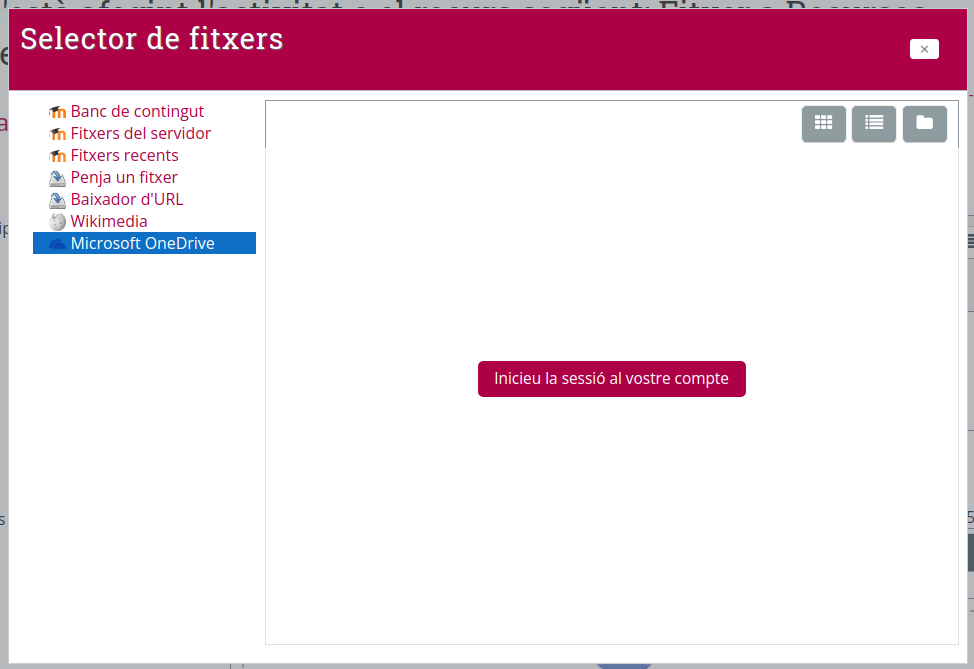 Selector de fitxers
×
Banc de contingut
Fitxers del servidor
Fitxers recents
Penja un fitxer
Baixador d'URL
Wikimedia
Microsoft OneDrive
Inicieu la sessió al vostre compte